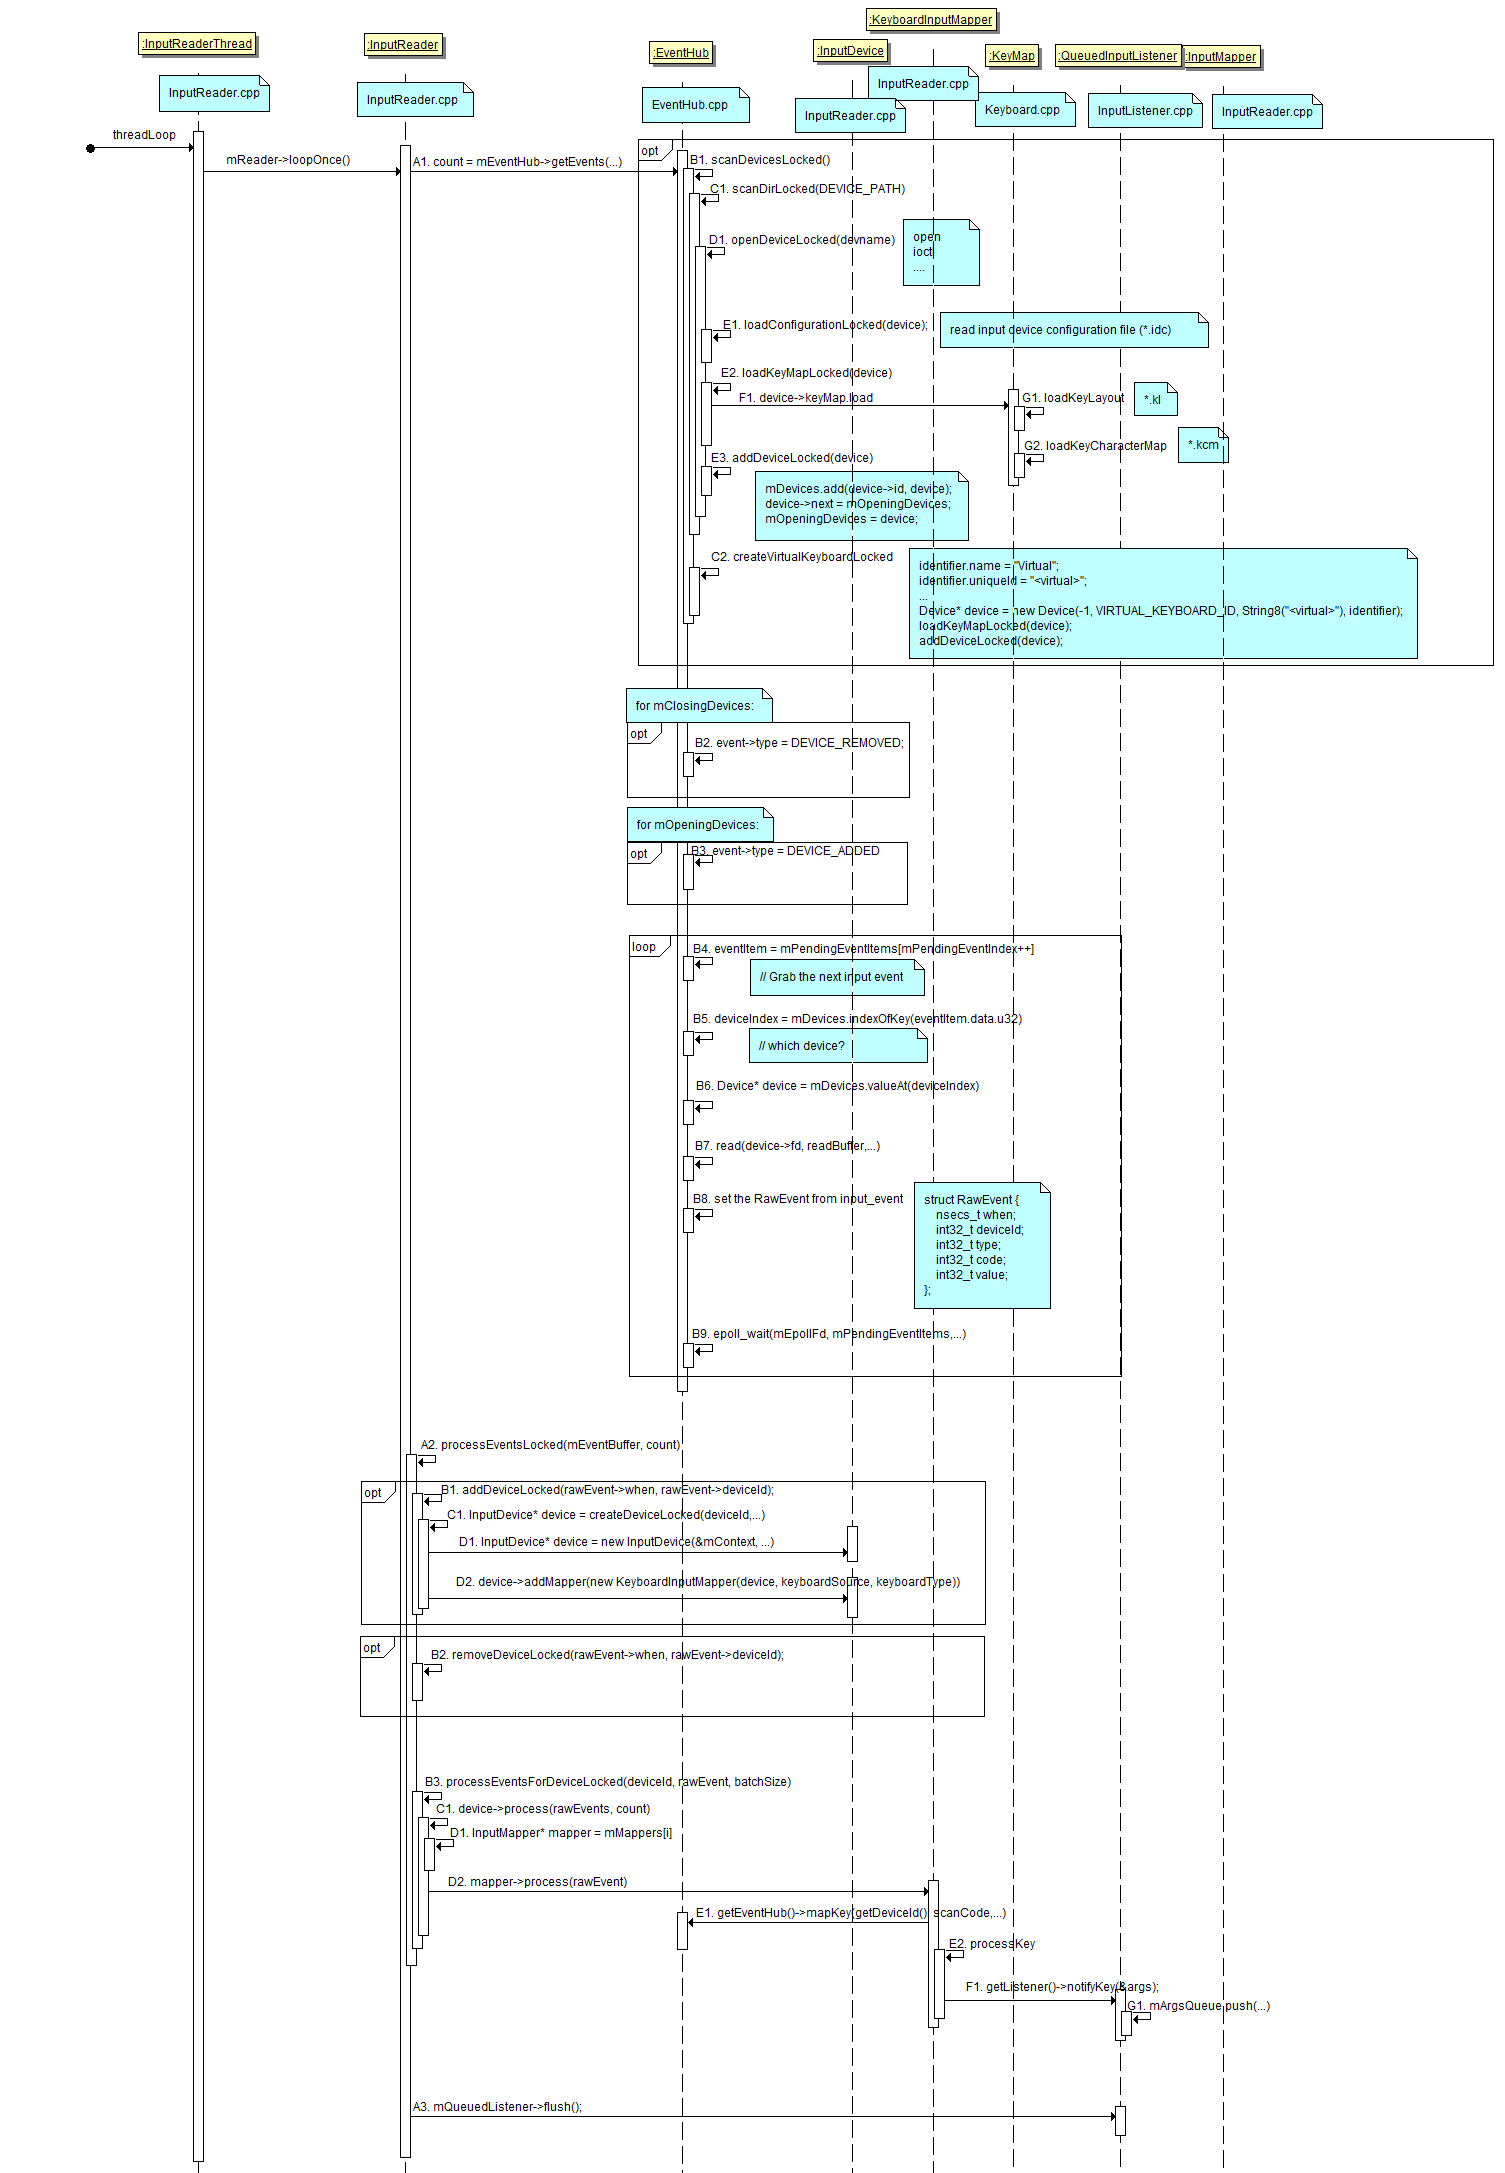 :KeyboardInputMapper
:InputReaderThread
:InputReader
:EventHub
:InputDevice
:KeyMap
:QueuedInputListener
:InputMapper
InputReader.cpp
InputReader.cpp
EventHub.cpp
InputReader.cpp
InputReader.cpp
Keyboard.cpp
InputListener.cpp
InputReader.cpp
threadLoop
mReader->loopOnce()
A1. count = mEventHub->getEvents(...)
opt
B1. scanDevicesLocked()
C1. scanDirLocked(DEVICE_PATH)
D1. openDeviceLocked(devname)
open
ioctl
....
E1. loadConfigurationLocked(device);
read input device configuration file (*.idc)
E2. loadKeyMapLocked(device)
F1. device->keyMap.load
G1. loadKeyLayout
*.kl
G2. loadKeyCharacterMap
*.kcm
E3. addDeviceLocked(device)
mDevices.add(device->id, device);
device->next = mOpeningDevices;
mOpeningDevices = device;
C2. createVirtualKeyboardLocked
identifier.name = "Virtual";
identifier.uniqueId = "<virtual>";
...
Device* device = new Device(-1, VIRTUAL_KEYBOARD_ID, String8("<virtual>"), identifier);
loadKeyMapLocked(device);
addDeviceLocked(device);
for mClosingDevices:
opt
B2. event->type = DEVICE_REMOVED;
for mOpeningDevices:
opt
B3. event->type = DEVICE_ADDED
loop
B4. eventItem = mPendingEventItems[mPendingEventIndex++]
// Grab the next input event
B5. deviceIndex = mDevices.indexOfKey(eventItem.data.u32)
// which device?
B6. Device* device = mDevices.valueAt(deviceIndex)
B7. read(device->fd, readBuffer,...)
B8. set the RawEvent from input_event
struct RawEvent {
nsecs_t when;
int32_t deviceId;
int32_t type;
int32_t code;
int32_t value;
};
B9. epoll_wait(mEpollFd, mPendingEventItems,...)
A2. processEventsLocked(mEventBuffer, count)
opt
B1. addDeviceLocked(rawEvent->when, rawEvent->deviceId);
C1. InputDevice* device = createDeviceLocked(deviceId,...)
D1. InputDevice* device = new InputDevice(&mContext, ...)
D2. device->addMapper(new KeyboardInputMapper(device, keyboardSource, keyboardType))
opt
B2. removeDeviceLocked(rawEvent->when, rawEvent->deviceId);
B3. processEventsForDeviceLocked(deviceId, rawEvent, batchSize)
C1. device->process(rawEvents, count)
D1. InputMapper* mapper = mMappers[i]
D2. mapper->process(rawEvent)
E1. getEventHub()->mapKey(getDeviceId(), scanCode,...)
E2. processKey
F1. getListener()->notifyKey(&args);
G1. mArgsQueue.push(...)
A3. mQueuedListener->flush();